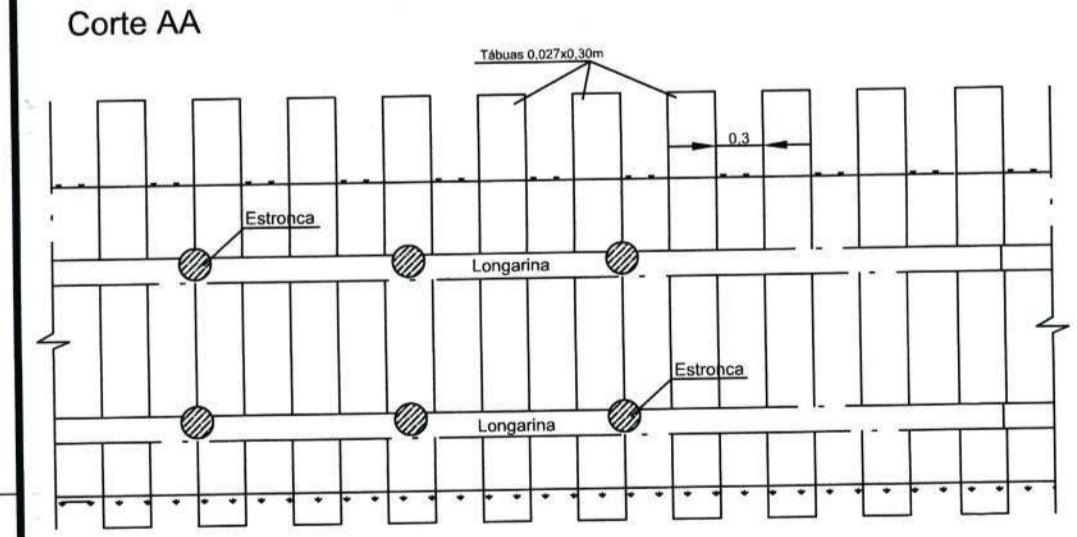 Corte AA
Tábuas 0,027x0,30m
0,3
Estronca
Longarina
Estronca
Longarina